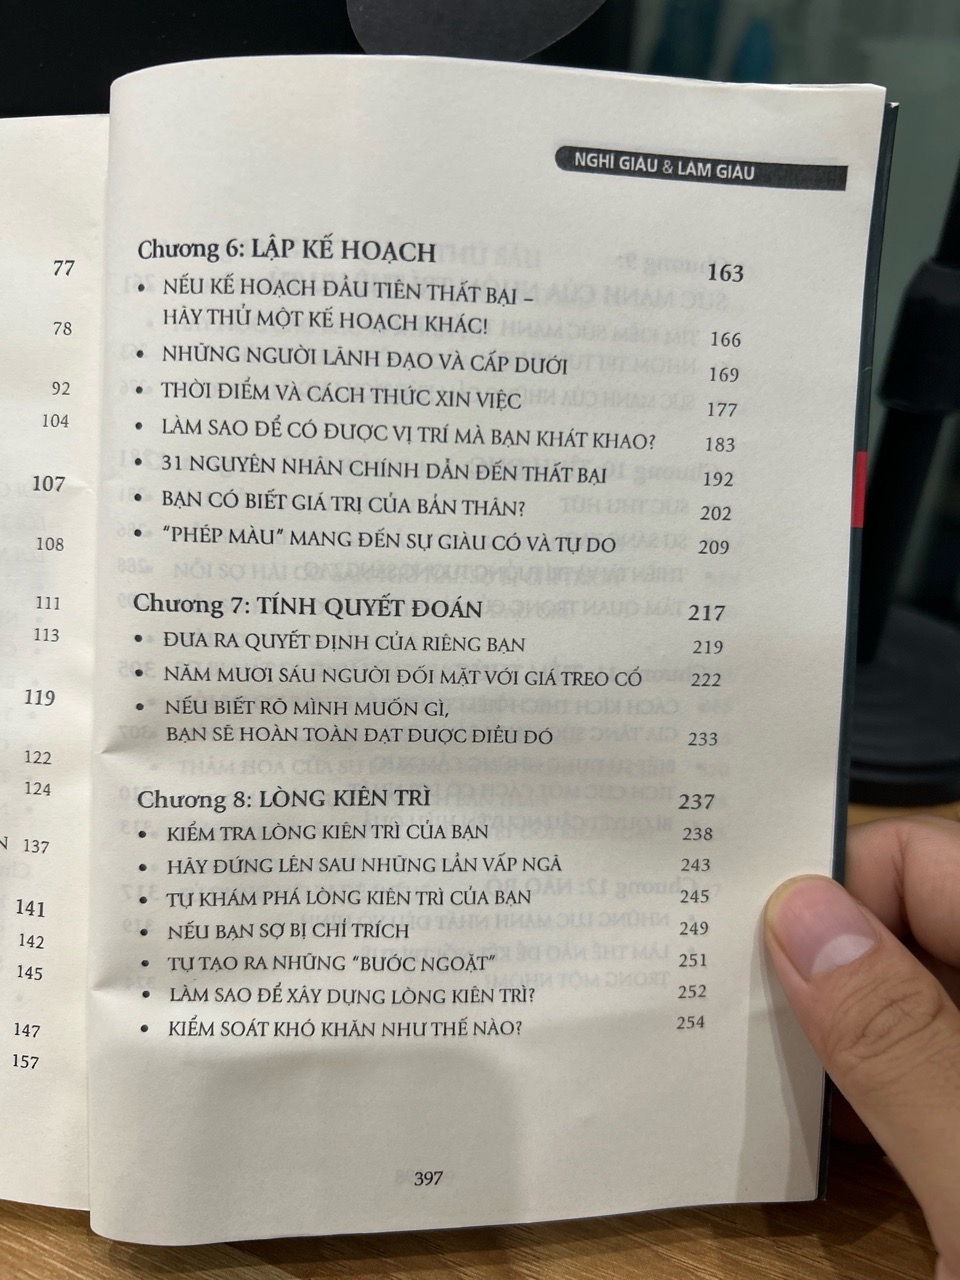 77
78
92
104
107
108
111
113
119
122
124
N 137
141
142
145
147
157
NGHĨ GIÀU & LÀM GIÀU
Chương 6: LẬP KẾ HOẠCH 163
• NẾU KẾ HOẠCH ĐẦU TIÊN THẤT BẠI –
HÃY THỬ MỘT KẾ HOẠCH KHÁC! 166
• NHỮNG NGƯỜI LÃNH ĐẠO VÀ CẤP DƯỚI 169
• THỜI ĐIỂM VÀ CÁCH THỨC XIN VIỆC 177
• LÀM SAO ĐỂ CÓ ĐƯỢC VỊ TRÍ MÀ BẠN KHÁT KHAO? 183
• 31 NGUYÊN NHÂN CHÍNH DẪN ĐẾN THẤT BẠI 192
• BẠN CÓ BIẾT GIÁ TRỊ CỦA BẢN THÂN? 202
• “PHÉP MÀU” MANG ĐẾN SỰ GIÀU CÓ VÀ TỰ DO 209
Chương 7: TÍNH QUYẾT ĐOÁN 217
• ĐƯA RA QUYẾT ĐỊNH CỦA RIÊNG BẠN 219
• NĂM MƯƠI SÁU NGƯỜI ĐỐI MẶT VỚI GIÁ TREO CỔ 222
• NẾU BIẾT RÕ MÌNH MUỐN GÌ,
BẠN SẼ HOÀN TOÀN ĐẠT ĐƯỢC ĐIỀU ĐÓ 233
Chương 8: LÒNG KIÊN TRÌ 237
• KIỂM TRA LÒNG KIÊN TRÌ CỦA BẠN 238
• HÃY ĐỨNG LÊN SAU NHỮNG LẦN VẤP NGÃ 243
• TỰ KHÁM PHÁ LÒNG KIÊN TRÌ CỦA BẠN 245
• NẾU BẠN SỢ BỊ CHỈ TRÍCH 249
• TỰ TẠO RA NHỮNG “BƯỚC NGOẶT” 251
• LÀM SAO ĐỂ XÂY DỰNG LÒNG KIÊN TRÌ? 252
• KIỂM SOÁT KHÓ KHĂN NHƯ THẾ NÀO? 254
397